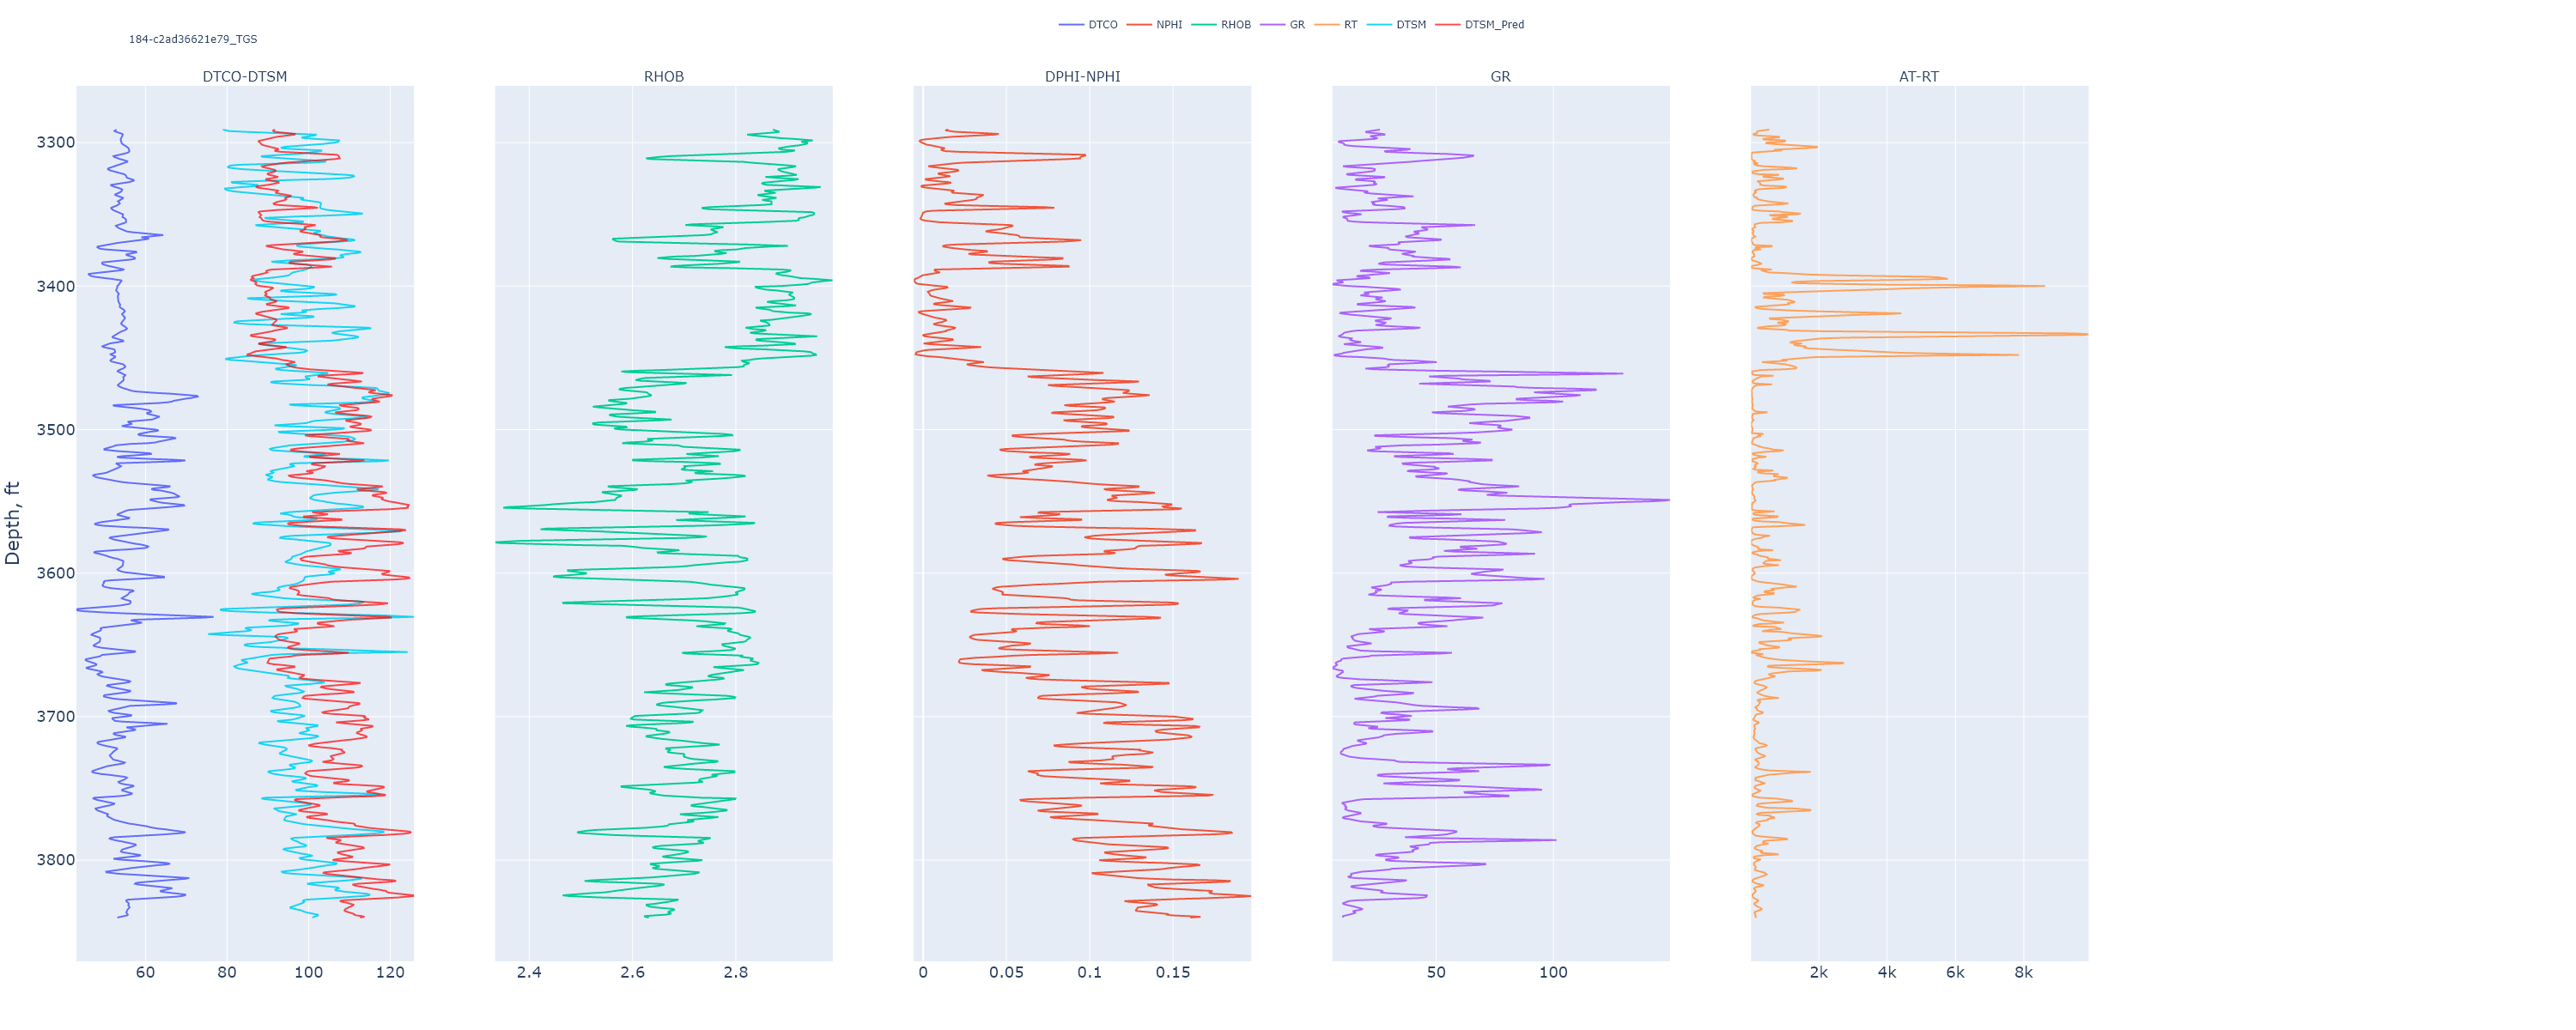 DTCO NPHI RHOB GR RT DTSM DTSM_Pred
184-c2ad36621e79_TGS
DTCO-DTSM RHOB DPHI-NPHI GR AT-RT
3300
3400
3500
3600
3700
3800
Depth, ft
60 80 100 120 2.4 2.6 2.8 0 0.05 0.1 0.15 50 100 2k 4k 6k 8k